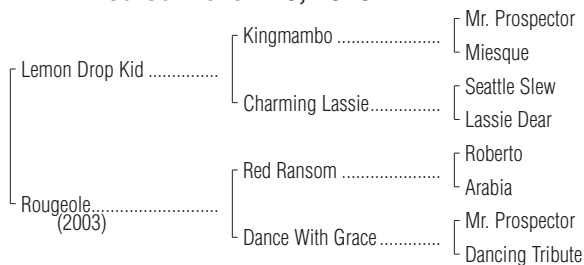 Kingmambo ....................
Mr. Prospector
Miesque
Lemon Drop Kid ..............
Charming Lassie...............
Seattle Slew
Lassie Dear
Red Ransom ....................
Roberto
Arabia
Rougeole.........................
(2003)
Dance With Grace.............
Mr. Prospector
Dancing Tribute